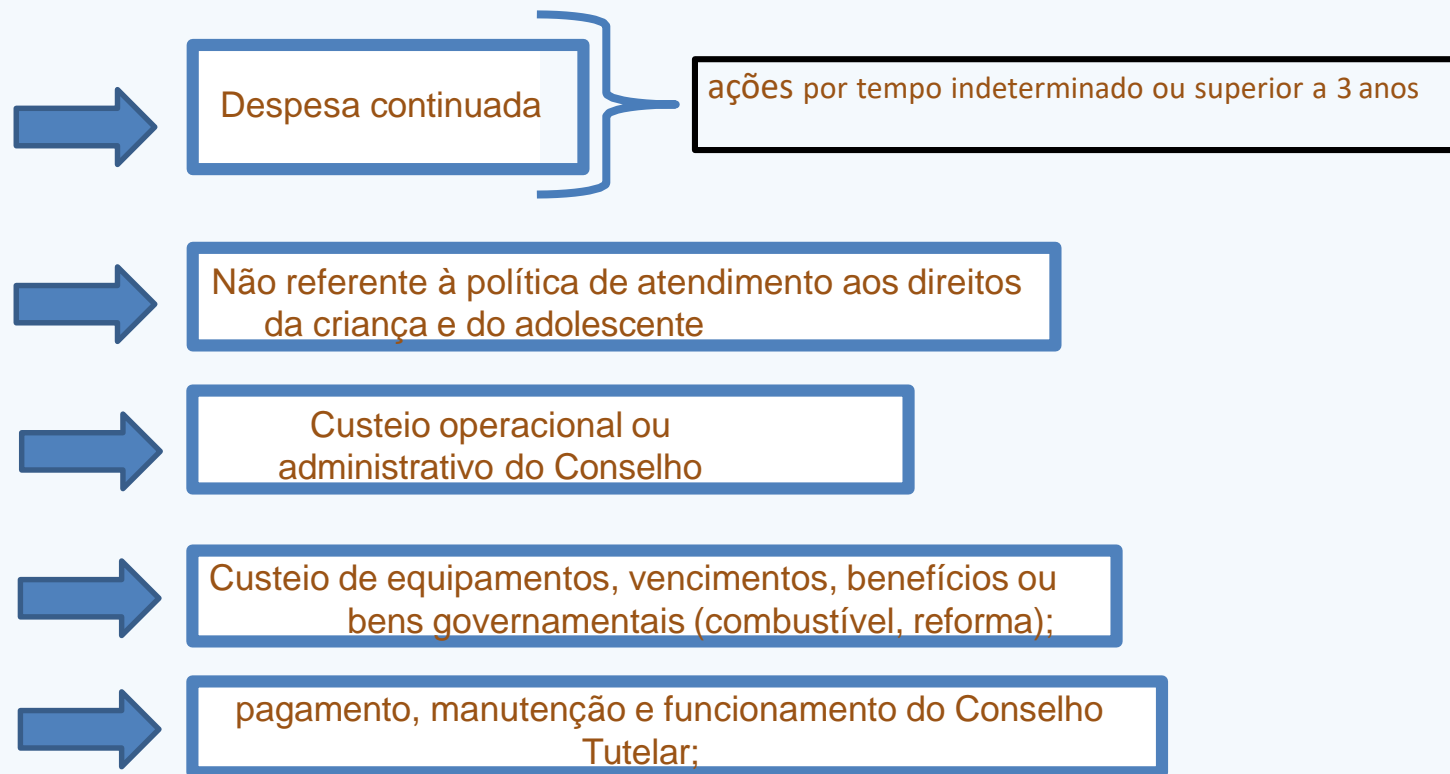 Despesa continuada
ações por tempo indeterminado ou superior a 3 anos
Não referente à política de atendimento aos direitos
da criança e do adolescente
Custeio operacional ou
administrativo do Conselho
Custeio de equipamentos, vencimentos, benefícios ou
bens governamentais (combustível, reforma);
pagamento, manutenção e funcionamento do Conselho
Tutelar;